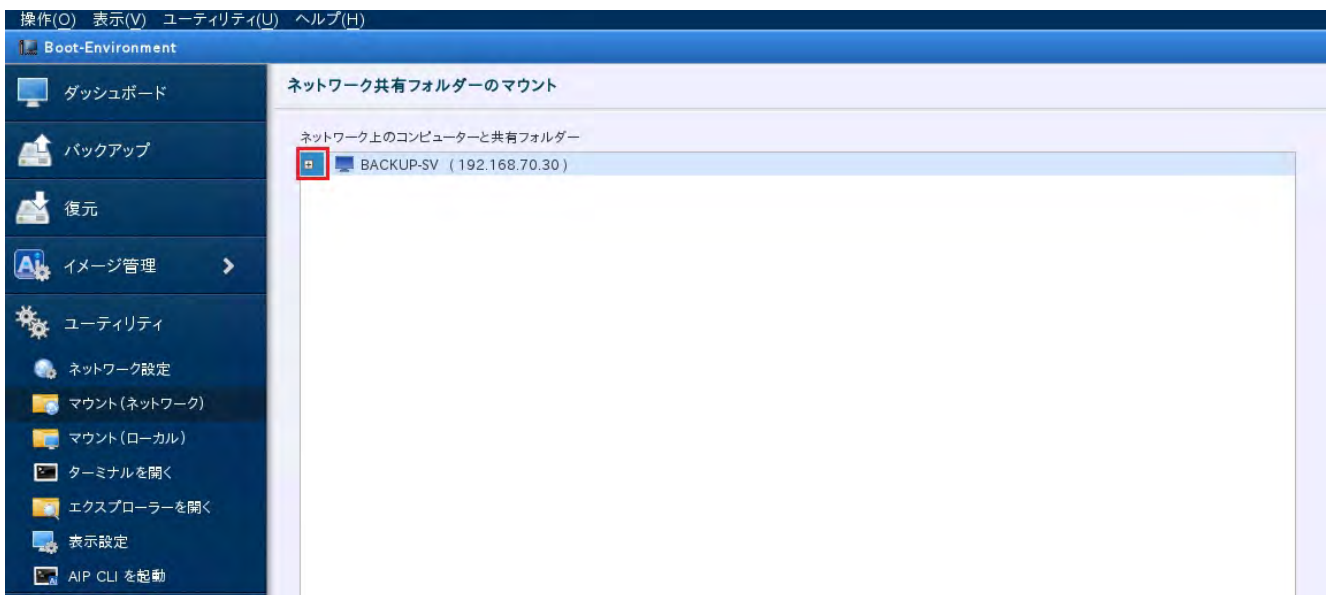 操作(O) 表示(V) ユーティリティ(U) ヘルプ(H)
Boot-Environment
ダッシュボード
バックアップ
復元
イメージ管理
ユーティリティ
ネットワーク設定
マウント(ネットワーク)
マウント(ローカル)
ターミナルを開く
エクスプローラーを開く
表示設定
AIP CLI を起動
ネットワーク共有フォルダーのマウント
ネットワーク上のコンピューターと共有フォルダー
BACKUP-SV (192.168.70.30)